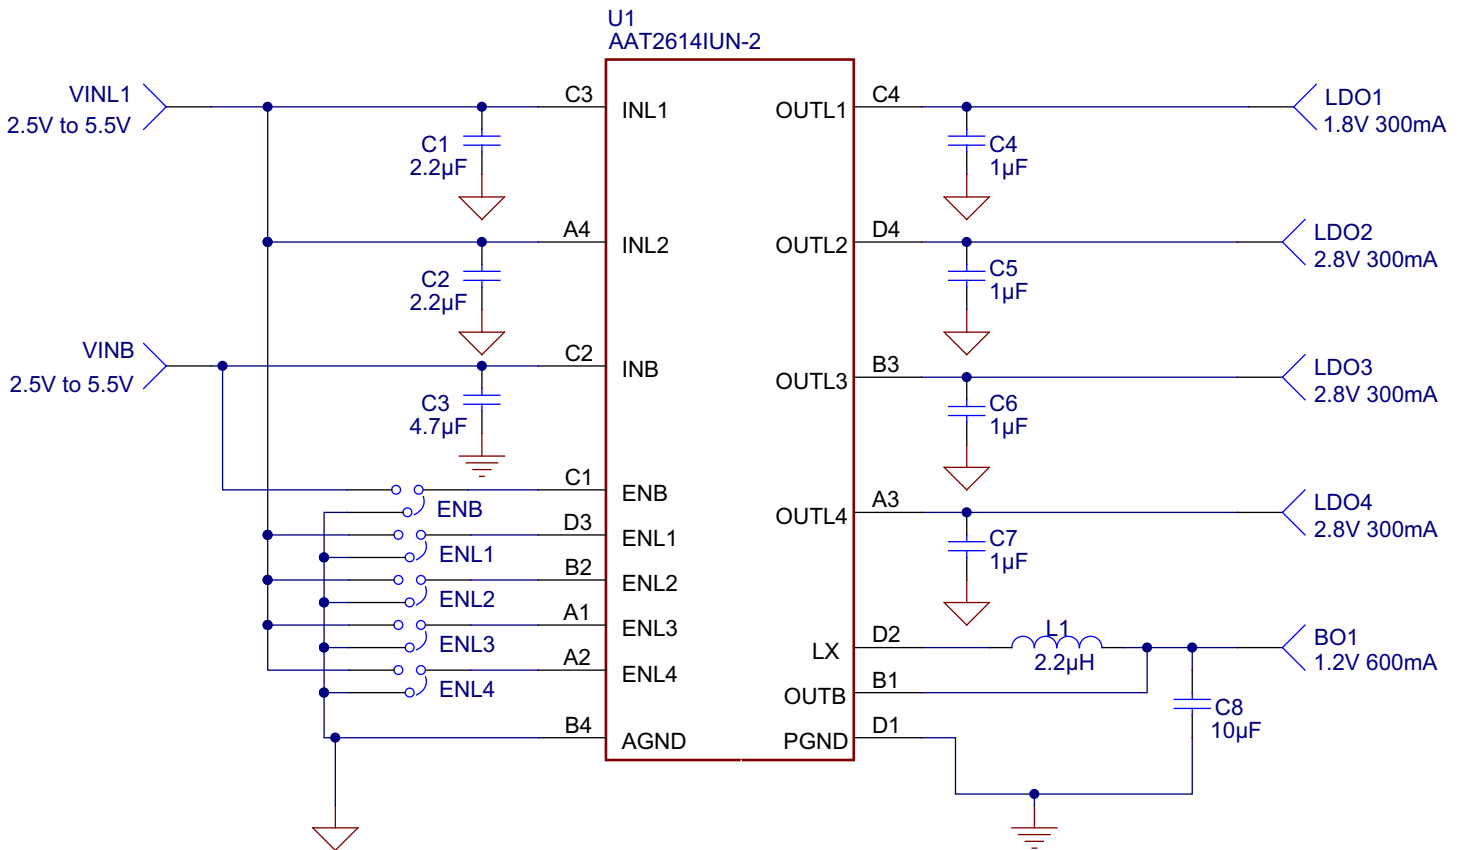 U1
AAT2614IUN-2
VINL1
2.5V to 5.5V
C3
INL1
C1
2.2µF
A4
INL2
C2
2.2µF
VINB
2.5V to 5.5V
C2
INB
C3
4.7µF
C1
ENB
ENB
D3
ENL1
ENL1
B2
ENL2
ENL2
A1
ENL3
ENL3
A2
ENL4
ENL4
B4
AGND
OUTL1
C4
C4
1µF
LDO1
1.8V 300mA
OUTL2
D4
C5
1µF
LDO2
2.8V 300mA
OUTL3
B3
C6
1µF
LDO3
2.8V 300mA
OUTL4
A3
C7
1µF
LDO4
2.8V 300mA
LX
D2
L1
2.2µH
BO1
1.2V 600mA
OUTB
B1
C8
10µF
PGND
D1